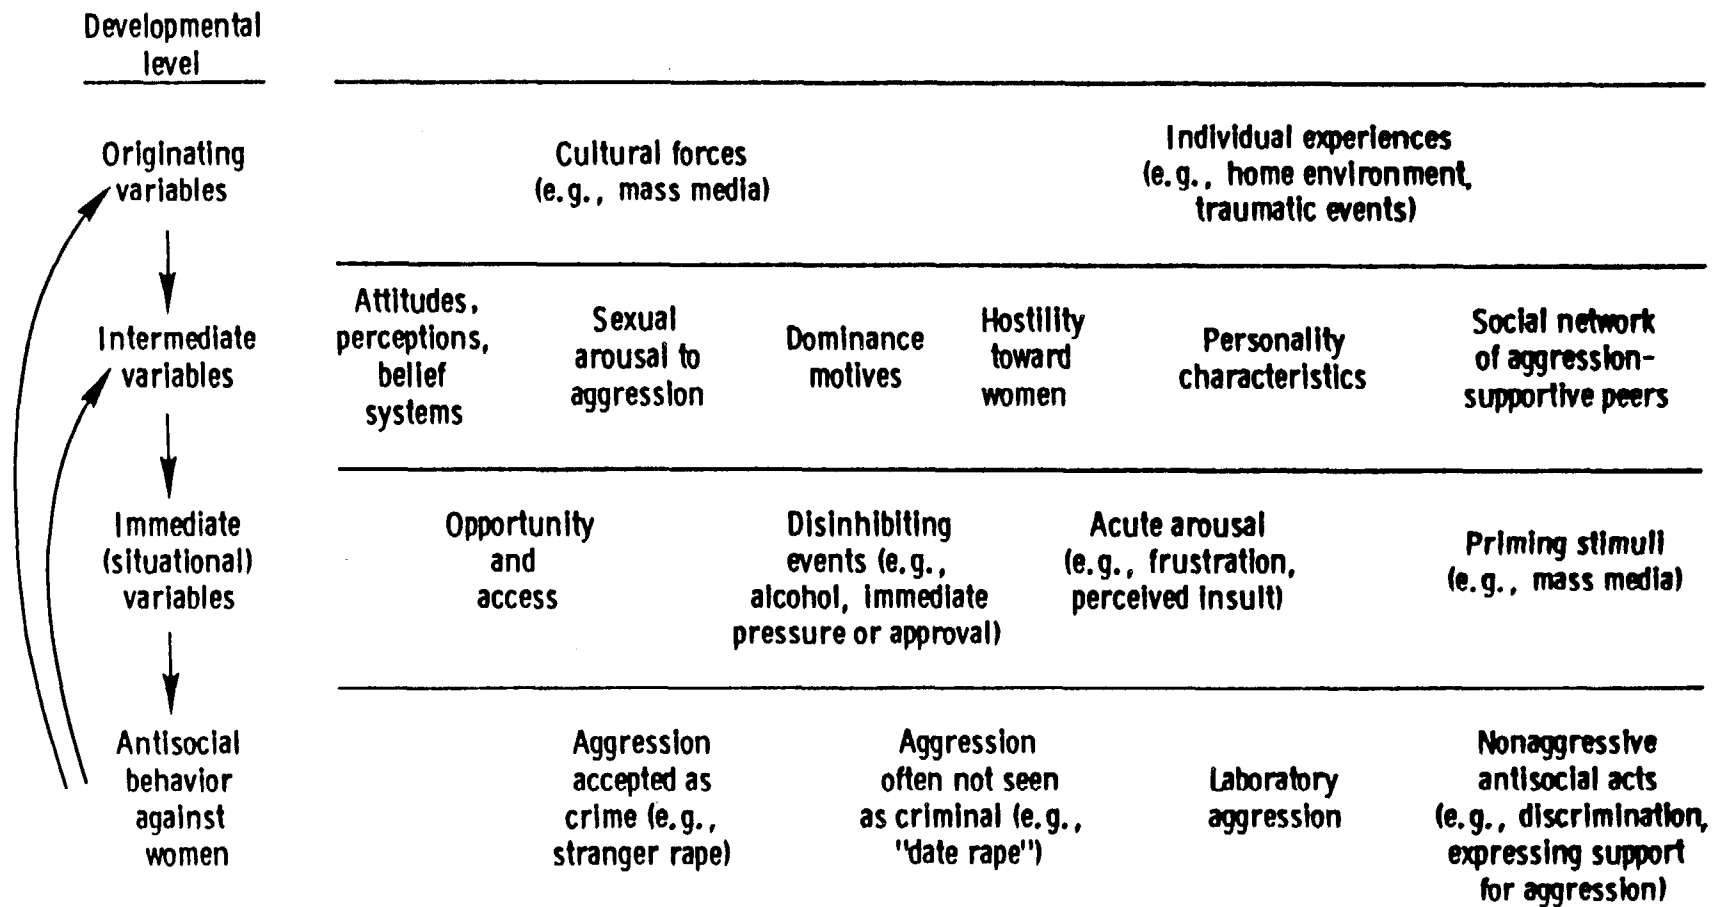 Developmental
level
Originating
variables
Cultural forces
(e.g., mass media)
Individual experiences
(e.g., home environment,
traumatic events)
Intermediate
variables
Attitudes,
perceptions,
belief
systems
Sexual
arousal to
aggression
Dominance
motives
Hostility
toward
women
Personality
characteristics
Social network
of aggression-
supportive peers
Immediate
(situational)
variables
Opportunity
and
access
Disinhibiting
events (e.g.,
alcohol, immediate
pressure or approval)
Acute arousal
(e.g., frustration,
perceived insult)
Priming stimuli
(e.g., mass media)
Antisocial
behavior
against
women
Aggression
accepted as
crime (e.g.,
stranger rape)
Aggression
often not seen
as criminal (e.g.,
"date rape")
Laboratory
aggression
Nonaggressive
antisocial acts
(e.g., discrimination,
expressing support
for aggression)